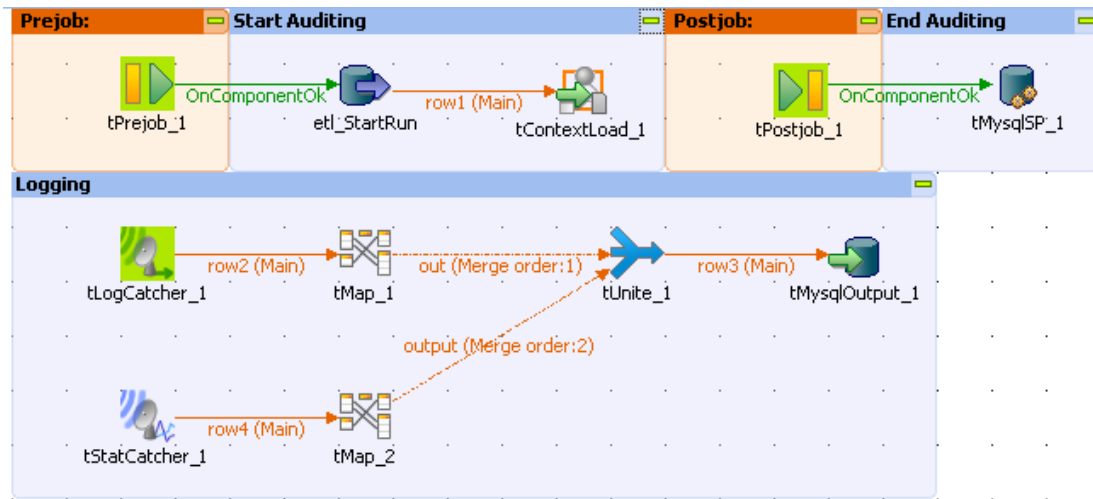 Prejob:
Start Auditing
Postjob:
End Auditing
OnComponentOk
row1 (Main)
OnComponentOk
tPrejob_1
etl_StartRun
tContextLoad_1
tPostjob_1
tMysqlSP_1
Logging
row2 (Main)
out (Merge order:1)
row3 (Main)
tLogCatcher_1
tMap_1
tUnite_1
tMysqlOutput_1
output (Merge order:2)
row4 (Main)
tStatCatcher_1
tMap_2